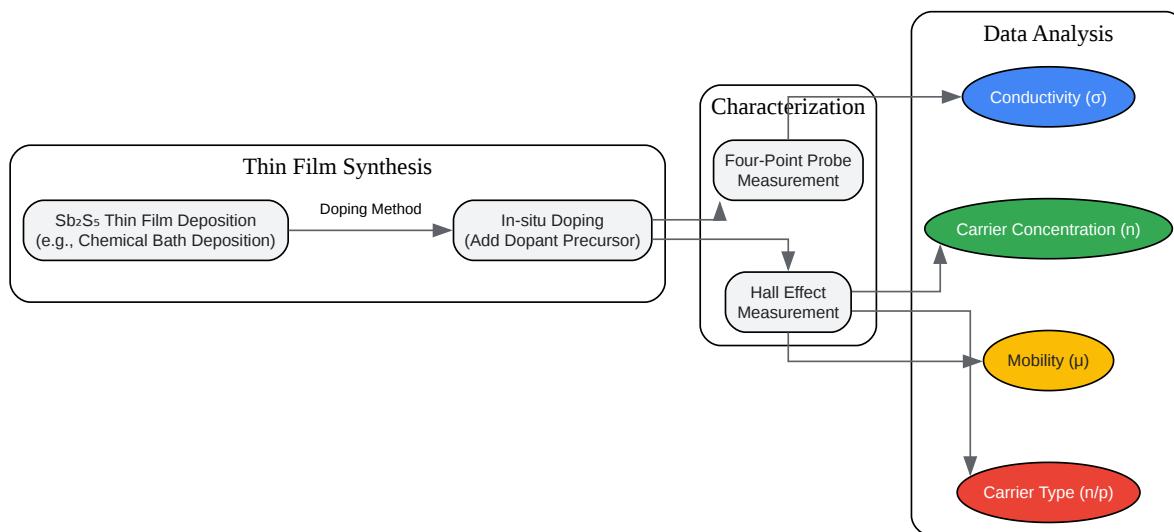 Thin Film Synthesis
Sb₂S₅ Thin Film Deposition
(e.g., Chemical Bath Deposition)
Doping Method
In-situ Doping
(Add Dopant Precursor)
Characterization
Four-Point Probe
Measurement
Hall Effect
Measurement
Data Analysis
Conductivity (σ)
Carrier Concentration (n)
Mobility (μ)
Carrier Type (n/p)